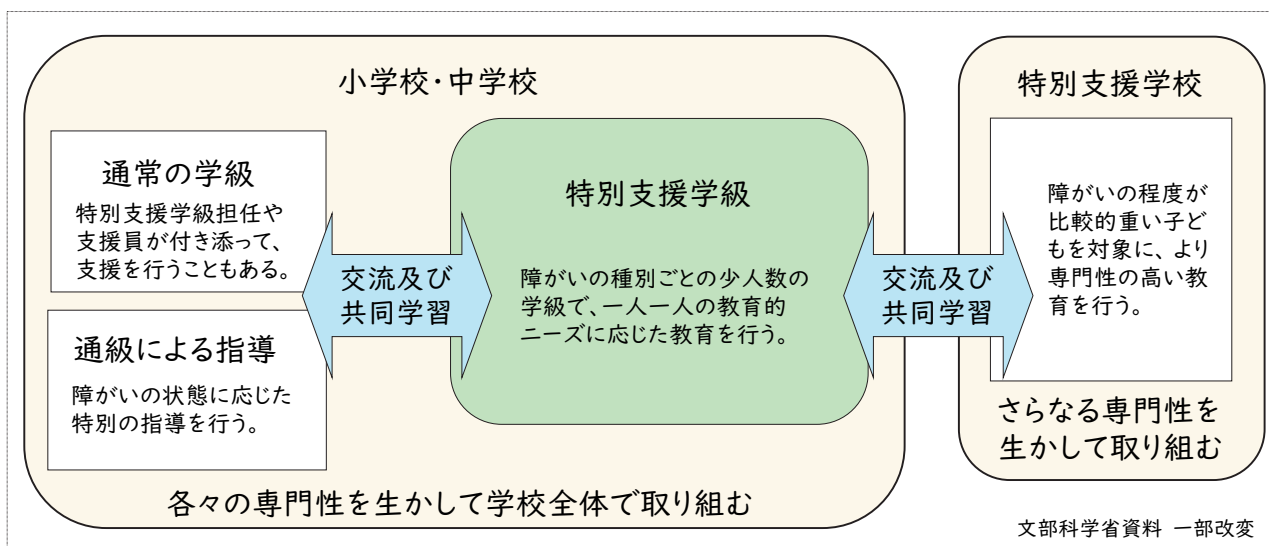 小学校・中学校
通常の学級
特別支援学級担任や
支援員が付き添って、
支援を行うこともある。
通級による指導
障がいの状態に応じた
特別の指導を行う。
交流及び
共同学習
特別支援学級
障がいの種別ごとの少人数の
学級で、一人一人の教育的
ニーズに応じた教育を行う。
各々の専門性を生かして学校全体で取り組む
交流及び
共同学習
特別支援学校
障がいの程度が
比較的重い子ど
もを対象に、より
専門性の高い教
育を行う。
さらなる専門性を
生かして取り組む
文部科学省資料 一部改変